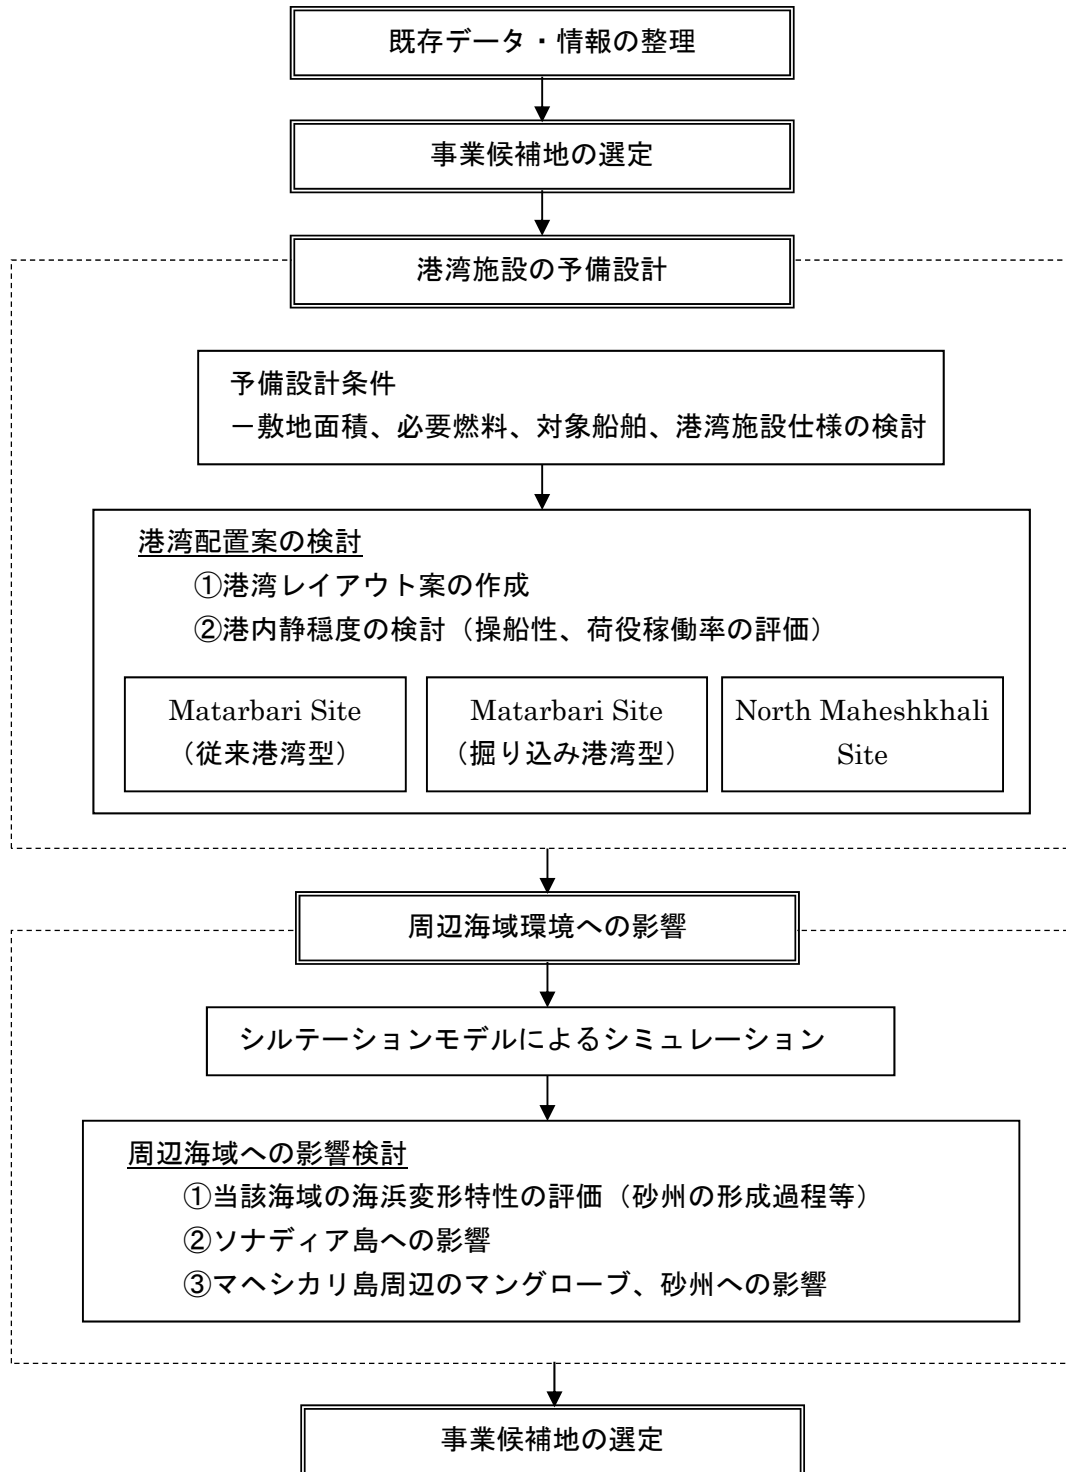 既存データ・情報の整理
事業候補地の選定
港湾施設の予備設計
予備設計条件
－敷地面積、必要燃料、対象船舶、港湾施設仕様の検討
港湾配置案の検討
①港湾レイアウト案の作成
②港内静穏度の検討（操船性、荷役稼働率の評価）
Matarbari Site
（従来港湾型）
Matarbari Site
（掘り込み港湾型）
North Maheshkhali
Site
周辺海域環境への影響
シルテーションモデルによるシミュレーション
周辺海域への影響検討
①当該海域の海浜変形特性の評価（砂州の形成過程等）
②ソナディア島への影響
③マヘシカリ島周辺のマングローブ、砂州への影響
事業候補地の選定